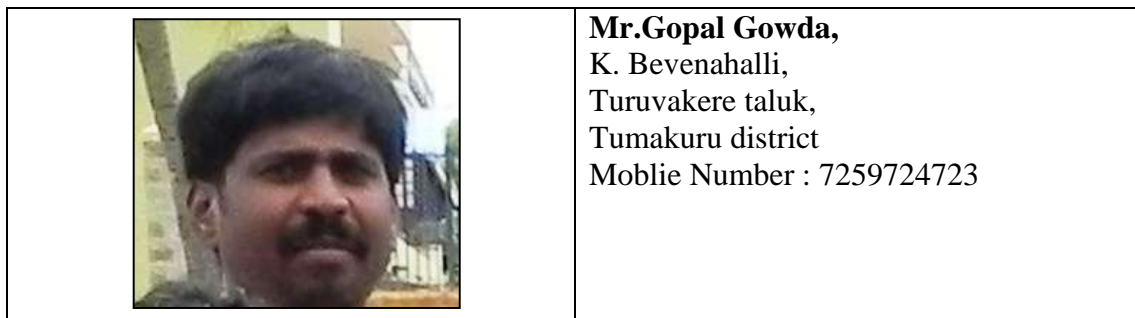 Mr.Gopal Gowda,
K. Bevenahalli,
Turuvakere taluk,
Tumakuru district
Moblie Number : 7259724723